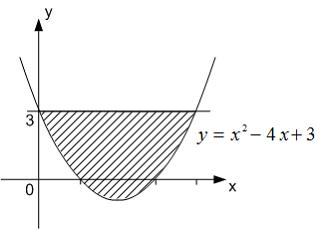 y
3
y = x² − 4x + 3
0
x